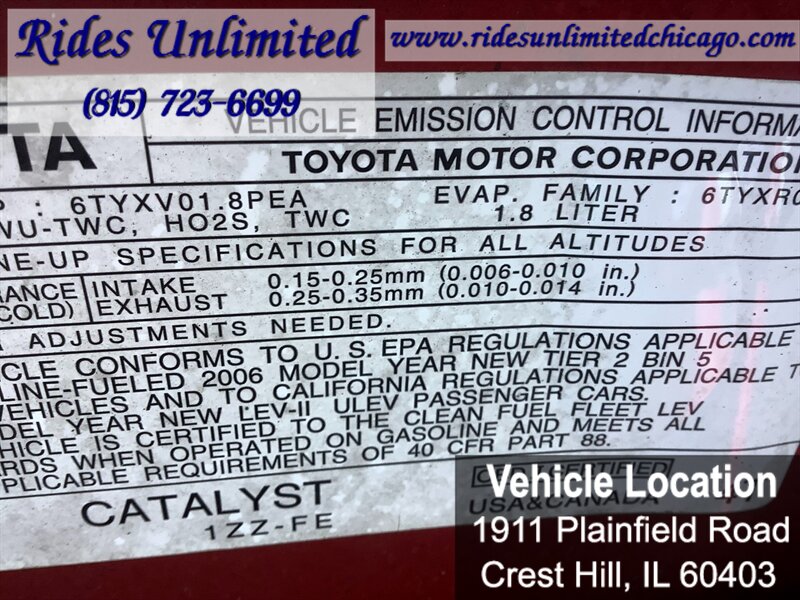 Rides Unlimited
www.ridesunlimitedchicago.com
(815) 723-6699
VEHICLE EMISSION CONTROL INFORMA
TA
TOYOTA MOTOR CORPORATIO
P : 6TYXV01.8PEA EVAP. FAMILY : 6TYXR0
WU-TWC, HO2S, TWC 1.8 LITER
NE-UP SPECIFICATIONS FOR ALL ALTITUDES
RANCE INTAKE 0.15-0.25mm (0.006-0.010 in.)
COLD) EXHAUST 0.25-0.35mm (0.010-0.014 in.)
ADJUSTMENTS NEEDED.
CLE CONFORMS TO U.S. EPA REGULATIONS APPLICABLE
LINE-FUELED 2006 MODEL YEAR NEW TIER 2 BIN 5
VEHICLES AND TO CALIFORNIA REGULATIONS APPLICABLE T
DEL YEAR NEW LEV-II ULEV PASSENGER CARS.
HICLE IS CERTIFIED TO THE CLEAN FUEL FLEET LEV
RDS WHEN OPERATED ON GASOLINE AND MEETS ALL
PLICABLE REQUIREMENTS OF 40 CFR PART 88.
CERTIFIED
CATALYST
USA&CANADA
1ZZ-FE
Vehicle Location
1911 Plainfield Road
Crest Hill, IL 60403